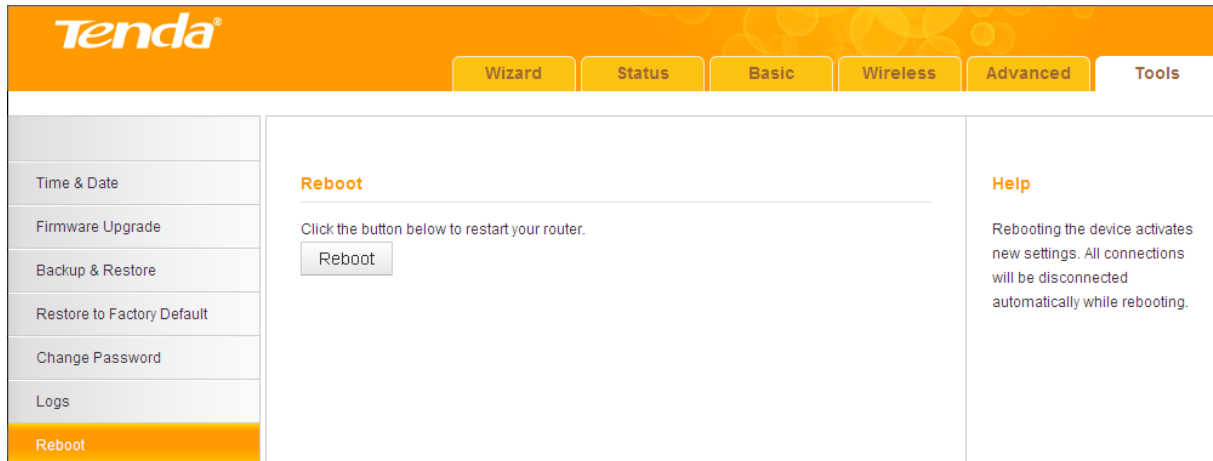 Tenda®
Wizard Status Basic Wireless Advanced Tools
Time & Date
Firmware Upgrade
Backup & Restore
Restore to Factory Default
Change Password
Logs
Reboot
Reboot
Click the button below to restart your router.
Reboot
Help
Rebooting the device activates
new settings. All connections
will be disconnected
automatically while rebooting.